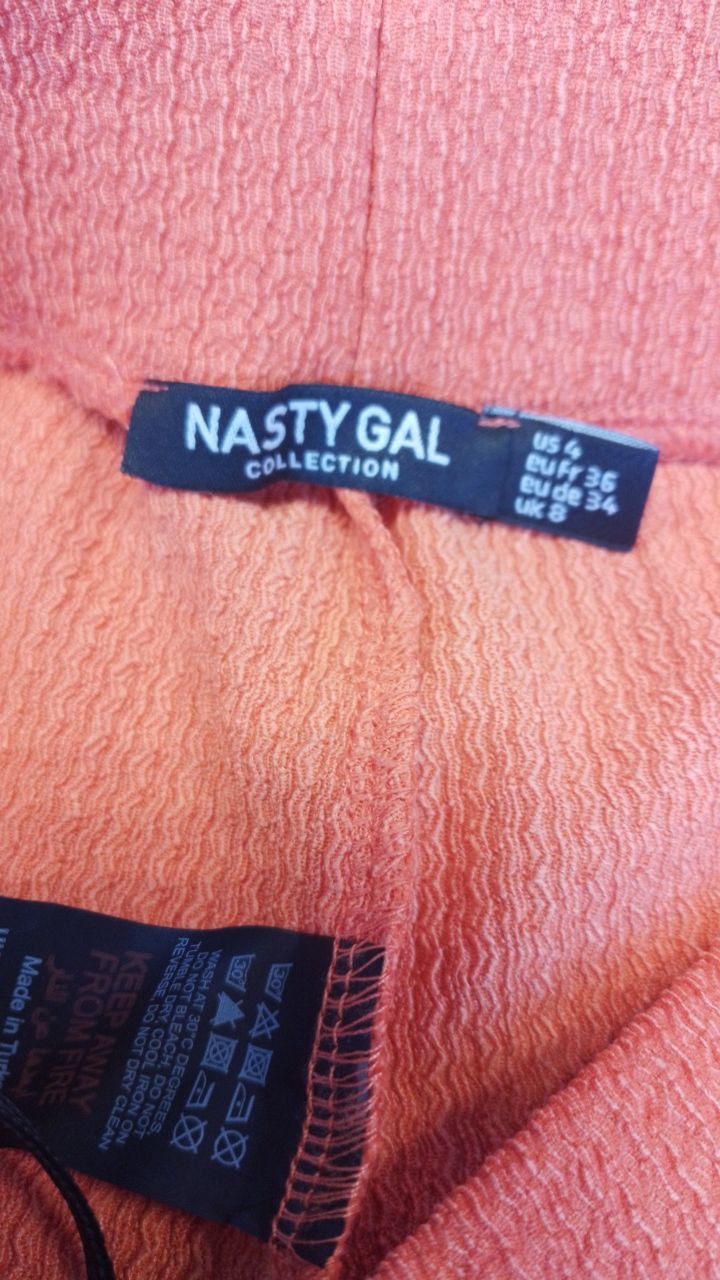 NASTY GAL
COLLECTION
US 4
eu fr 36
eu de 34
uk 8
WASH AT 30°C DEGREES
DO NOT BLEACH, DO NOT
TUMBLE DRY, COOL IRON ON
REVERSE, DO NOT DRY CLEAN
KEEP AWAY
FROM FIRE
Made in